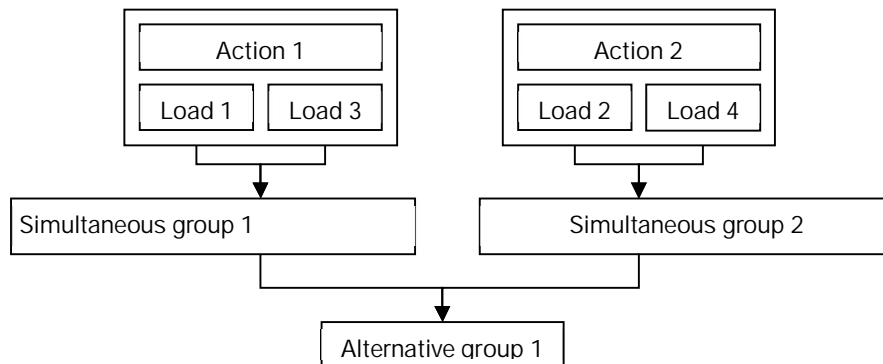 Action 1
Action 2
Load 1
Load 3
Load 2
Load 4
Simultaneous group 1
Simultaneous group 2
Alternative group 1